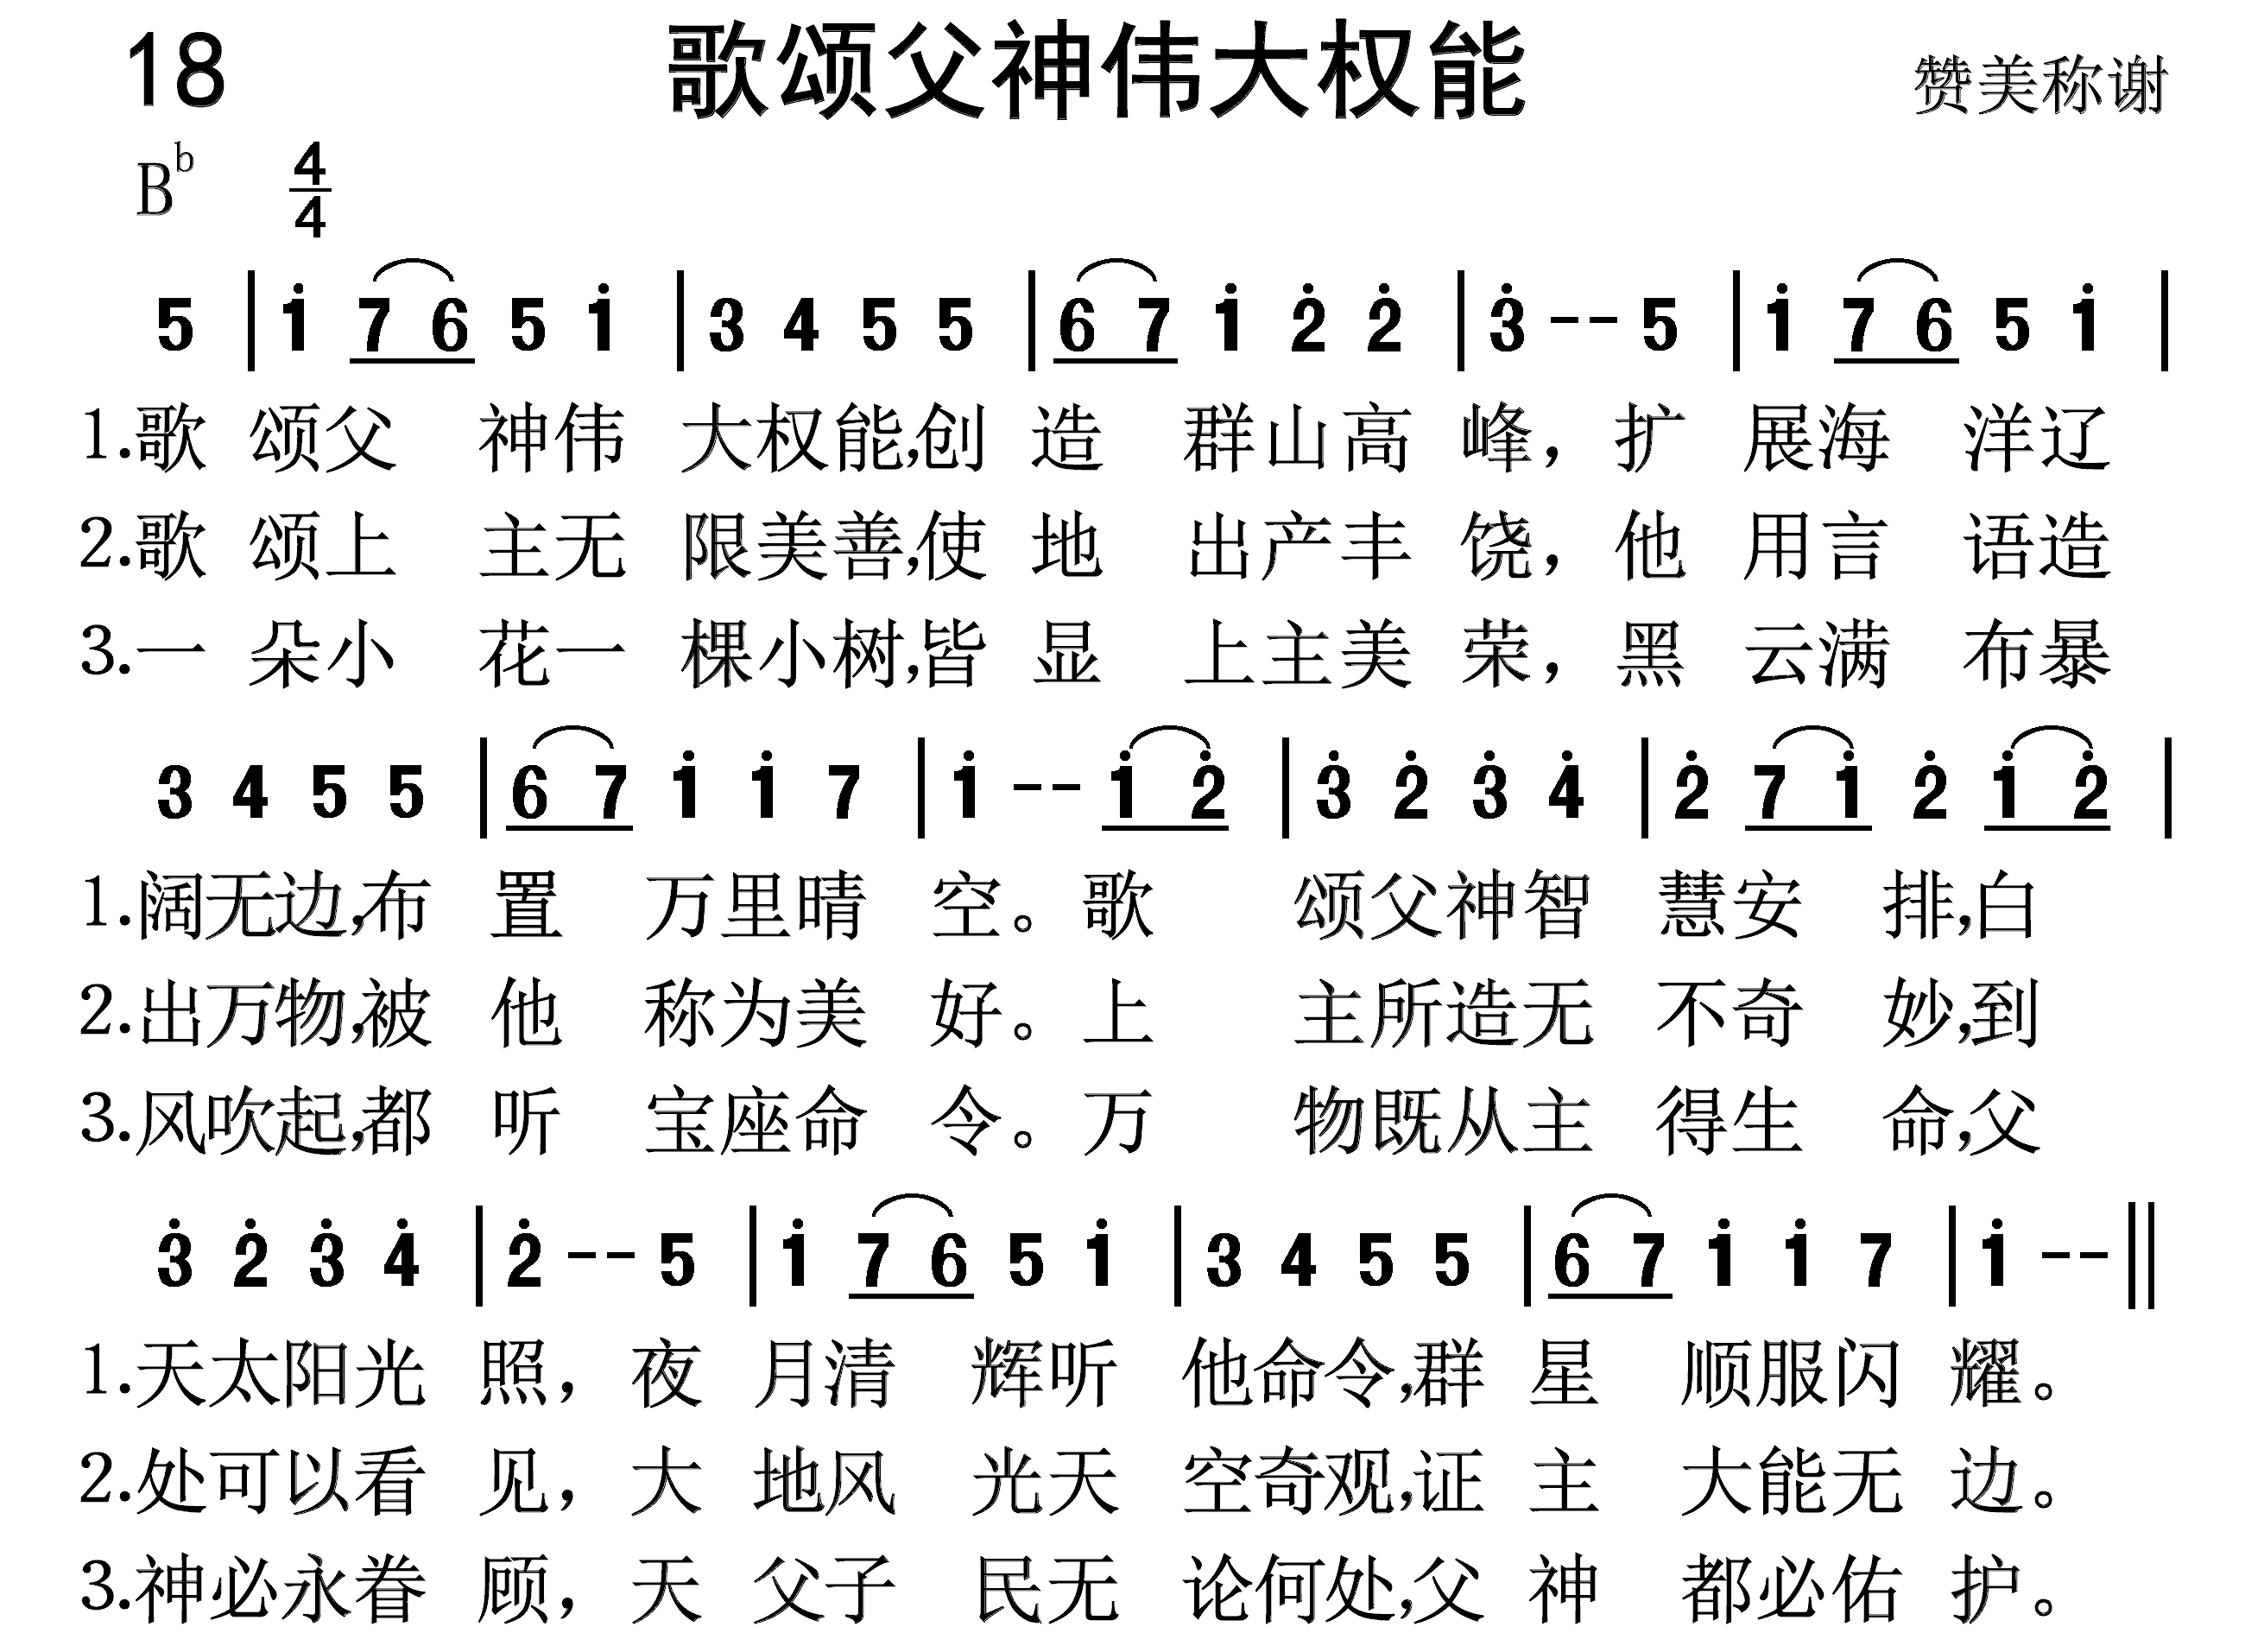 18 歌颂父神伟大权能 赞美称谢
B♭ 4/4
5 | i̇ 7 6 5 i̇ | 3 4 5 5 | 6 7 i̇ 2̇ 2̇ | 3̇ - - 5 | i̇ 7 6 5 i̇ |
1.歌 颂父 神伟 大权能,创 造 群山高 峰，扩 展海 洋辽
2.歌 颂上 主无 限美善,使 地 出产丰 饶，他 用言 语造
3.一 朵小 花一 棵小树,皆 显 上主美 荣，黑 云满 布暴
3 4 5 5 | 6 7 i̇ i̇ 7 | i̇ - - i̇ 2̇ | 3̇ 2̇ 3̇ 4̇ | 2̇ 7 i̇ 2̇ i̇ 2̇ |
1.阔无边,布 置 万里晴 空。歌 颂父神智 慧安 排,白
2.出万物,被 他 称为美 好。上 主所造无 不奇 妙,到
3.风吹起,都 听 宝座命 令。万 物既从主 得生 命,父
3̇ 2̇ 3̇ 4̇ | 2̇ - - 5 | i̇ 7 6 5 i̇ | 3 4 5 5 | 6 7 i̇ i̇ 7 | i̇ - - ||
1.天太阳光 照，夜 月清 辉听 他命令,群 星 顺服闪 耀。
2.处可以看 见，大 地风 光天 空奇观,证 主 大能无 边。
3.神必永眷 顾，天 父子 民无 论何处,父 神 都必佑 护。